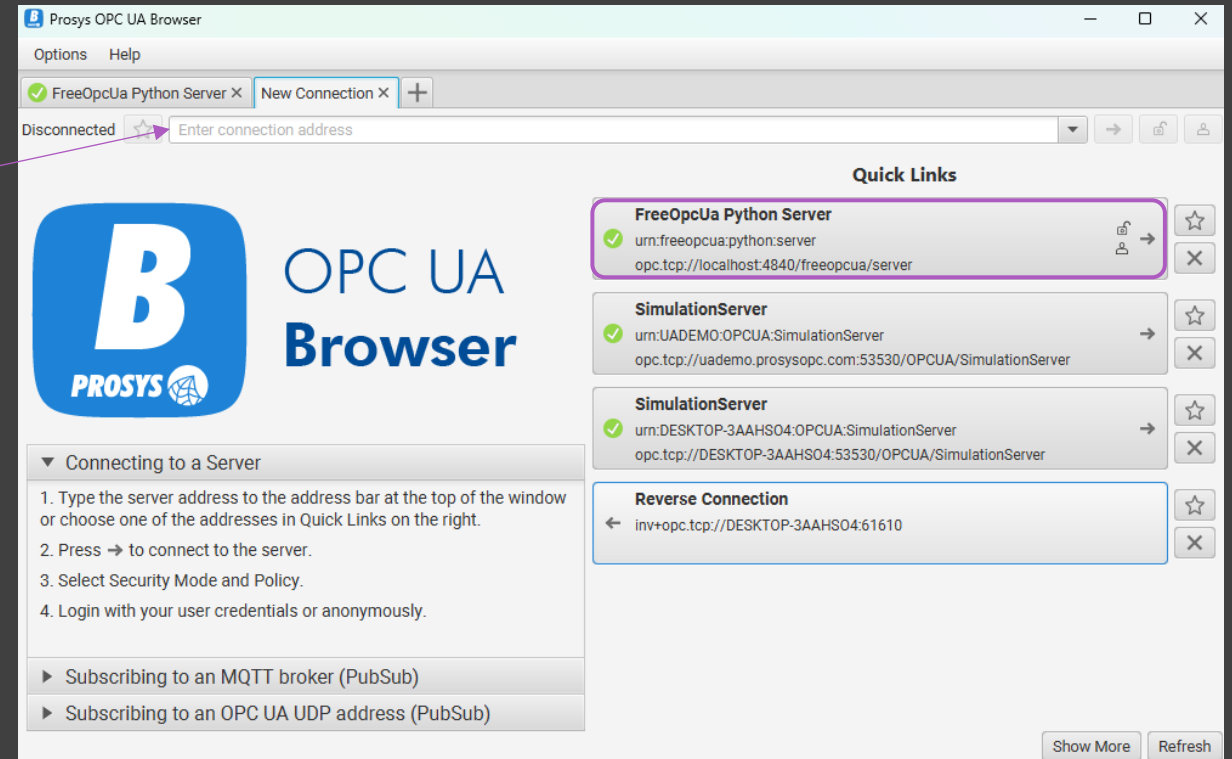 Prosys OPC UA Browser
Options Help
FreeOpcUa Python Server
New Connection
Disconnected
Enter connection address
B
PROSYS
OPC UA
Browser
Connecting to a Server
1. Type the server address to the address bar at the top of the window
or choose one of the addresses in Quick Links on the right.
2. Press → to connect to the server.
3. Select Security Mode and Policy.
4. Login with your user credentials or anonymously.
Subscribing to an MQTT broker (PubSub)
Subscribing to an OPC UA UDP address (PubSub)
Quick Links
FreeOpcUa Python Server
urn:freeopcua:python:server
opc.tcp://localhost:4840/freeopcua/server
SimulationServer
urn:UADEMO:OPCUA:SimulationServer
opc.tcp://uademo.prosysopc.com:53530/OPCUA/SimulationServer
SimulationServer
urn:DESKTOP-3AAHSO4:OPCUA:SimulationServer
opc.tcp://DESKTOP-3AAHSO4:53530/OPCUA/SimulationServer
Reverse Connection
inv+opc.tcp://DESKTOP-3AAHSO4:61610
Show More
Refresh